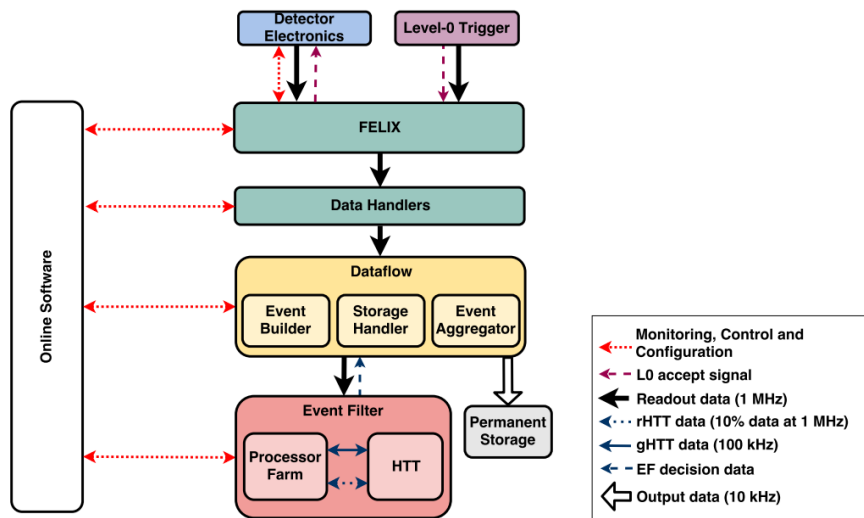 Detector
Electronics
Level-0 Trigger
FELIX
Data Handlers
Online Software
Dataflow
Event
Builder
Storage
Handler
Event
Aggregator
Event Filter
Processor
Farm
HTT
Permanent
Storage
Monitoring, Control and
Configuration
L0 accept signal
Readout data (1 MHz)
rHTT data (10% data at 1 MHz)
gHTT data (100 kHz)
EF decision data
Output data (10 kHz)